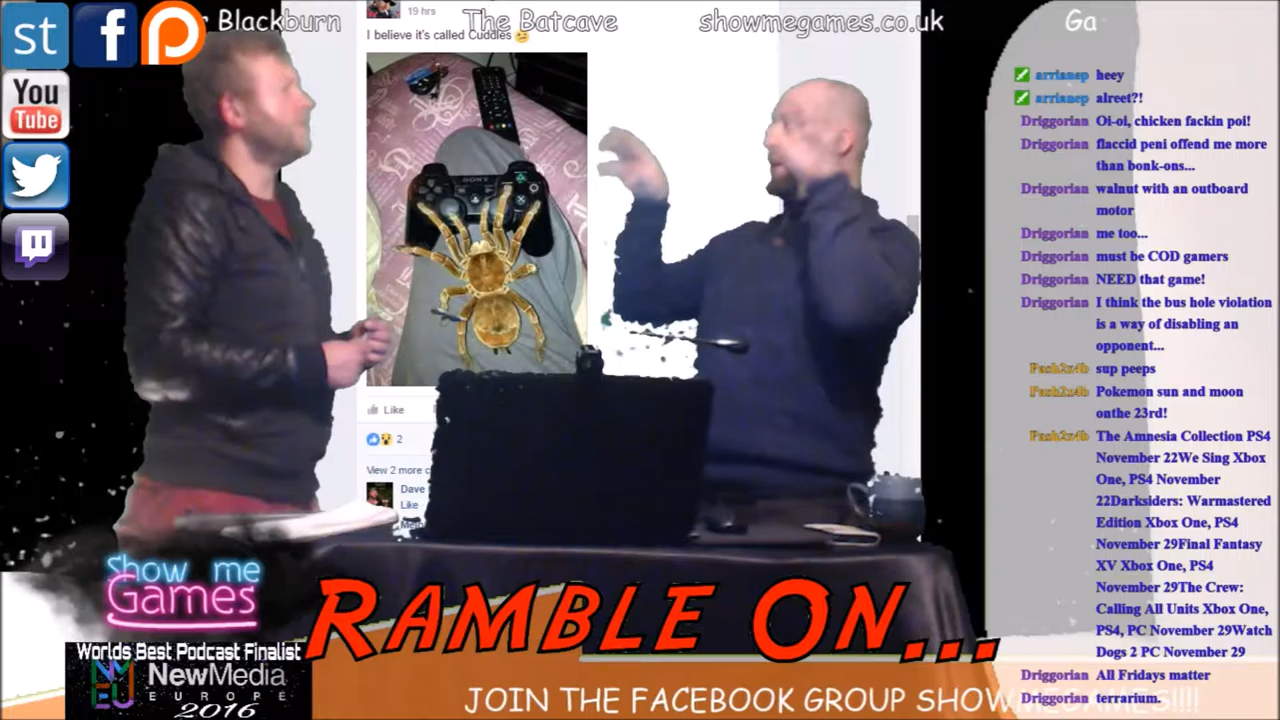 r Blackburn The Batcave showmegames.co.uk Ga
st
You
Tube
19 hrs
I believe it's called Cuddles
SONY
Like
2
View 2 more c
Dave
Like
arrianep heey
arrianep alreet?!
Driggorian Oi-oi, chicken fackin poi!
Driggorian flaccid peni offend me more
than bonk-ons...
Driggorian walnut with an outboard
motor
Driggorian me too...
Driggorian must be COD gamers
Driggorian NEED that game!
Driggorian I think the bus hole violation
is a way of disabling an
opponent...
Pash2x4b sup peeps
Pash2x4b Pokemon sun and moon
onthe 23rd!
Pash2x4b The Amnesia Collection PS4
November 22We Sing Xbox
One, PS4 November
22Darksiders: Warmastered
Edition Xbox One, PS4
November 29Final Fantasy
XV Xbox One, PS4
November 29The Crew:
Calling All Units Xbox One,
PS4, PC November 29Watch
Dogs 2 PC November 29
Driggorian All Fridays matter
Driggorian terrarium.
Show me
Games
RAMBLE ON...
Worlds Best Podcast Finalist
NM
EU
NewMedia
EUROPE
2016
JOIN THE FACEBOOK GROUP SHOWMEGAMES!!!!